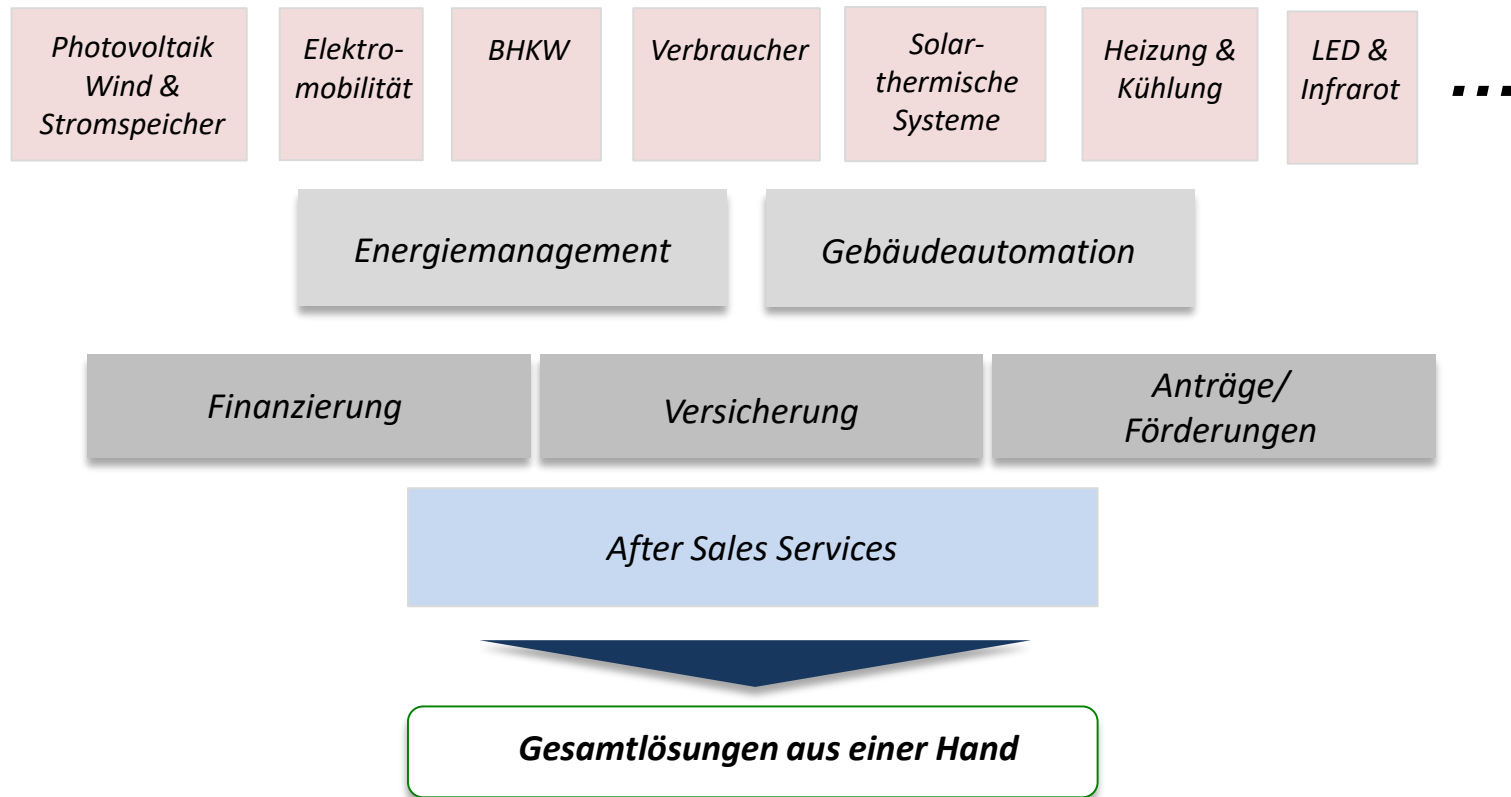 Photovoltaik
Wind &
Stromspeicher
Elektro-
mobilität
BHKW
Verbraucher
Solar-
thermische
Systeme
Heizung &
Kühlung
LED &
Infrarot
...
Energiemanagement
Gebäudeautomation
Finanzierung
Versicherung
Anträge/
Förderungen
After Sales Services
Gesamtlösungen aus einer Hand